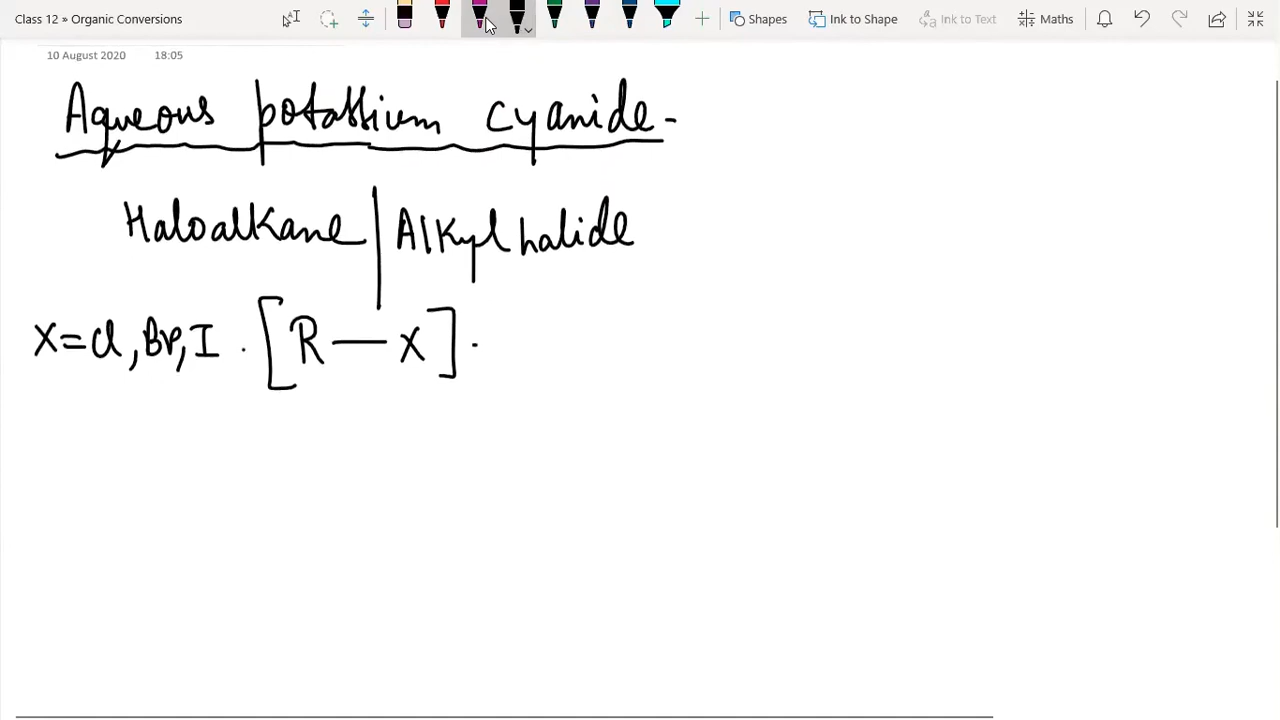 Class 12 » Organic Conversions
Shapes
Ink to Shape
Ink to Text
Maths
10 August 2020 18:05
Aqueous potassium cyanide-
Haloalkane | Alkyl halide
X=Cl, Br, I . [R — X] .